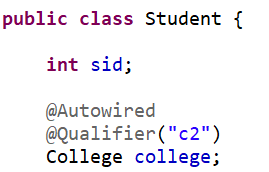 public class Student {
int sid;
@Autowired
@Qualifier("c2")
College college;